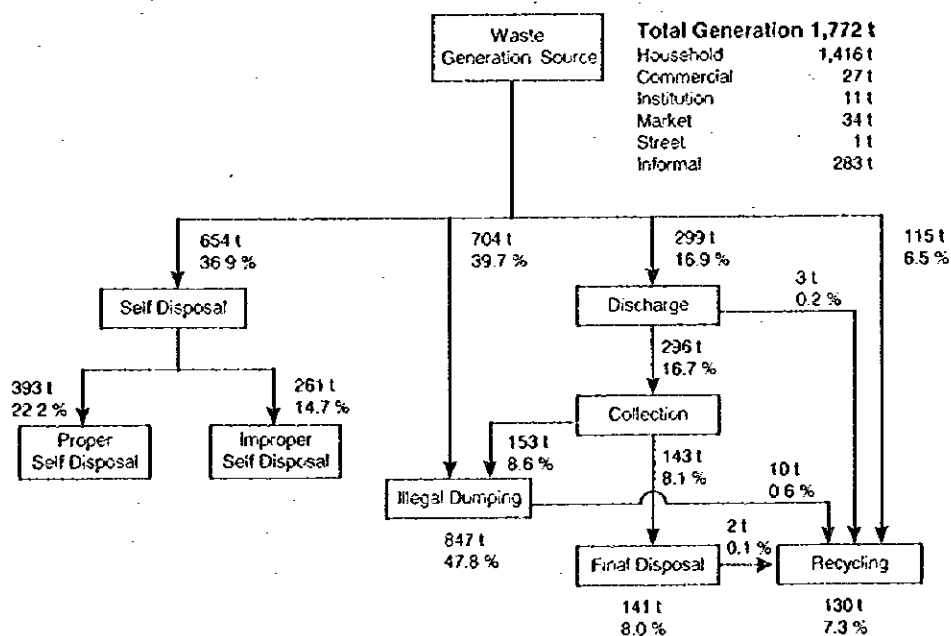 Waste
Generation Source
Total Generation 1,772 t
Household 1,416 t
Commercial 27 t
Institution 11 t
Market 34 t
Street 1 t
Informal 283 t
654 t
36.9 %
704 t
39.7 %
299 t
16.9 %
115 t
6.5 %
Self Disposal
Discharge
3 t
0.2 %
296 t
16.7 %
393 t
22.2 %
261 t
14.7 %
Collection
Proper
Self Disposal
Improper
Self Disposal
153 t
8.6 %
143 t
8.1 %
10 t
0.6 %
Illegal Dumping
847 t
47.8 %
2 t
0.1 %
Final Disposal
Recycling
141 t
8.0 %
130 t
7.3 %